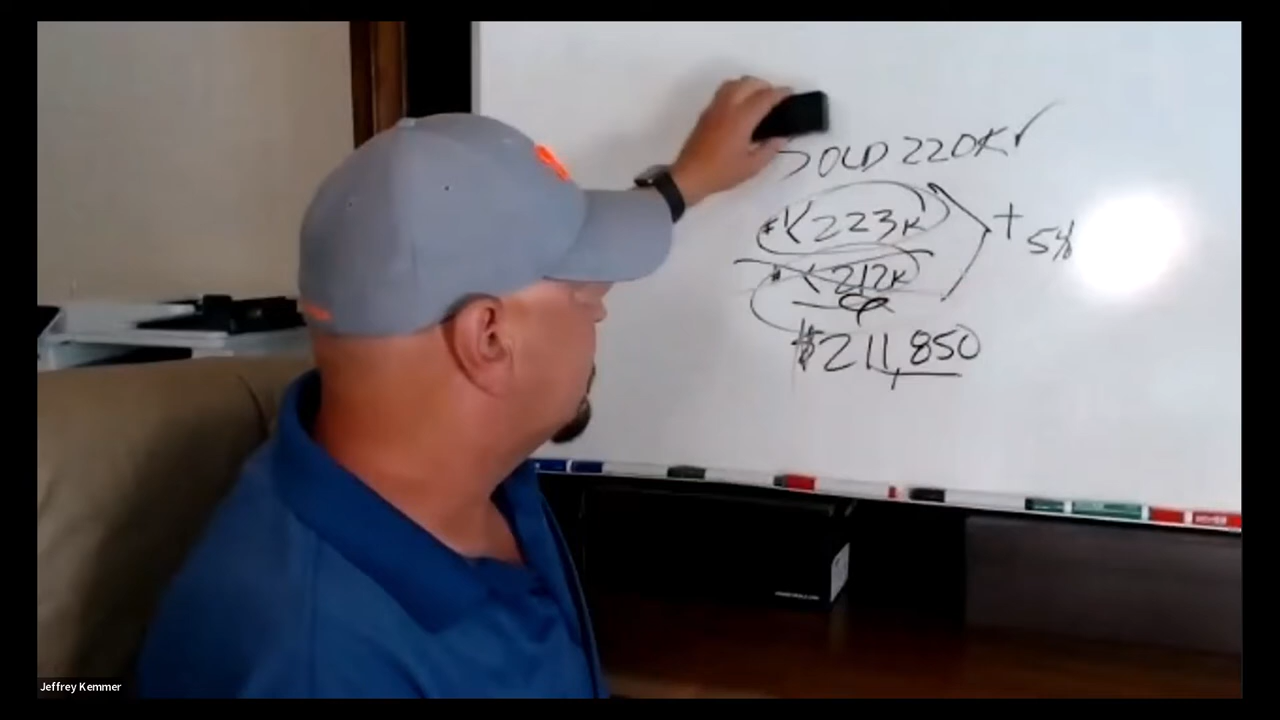 SOLD 220K
$223K
+ 5%
212K
$211,850
Jeffrey Kemmer